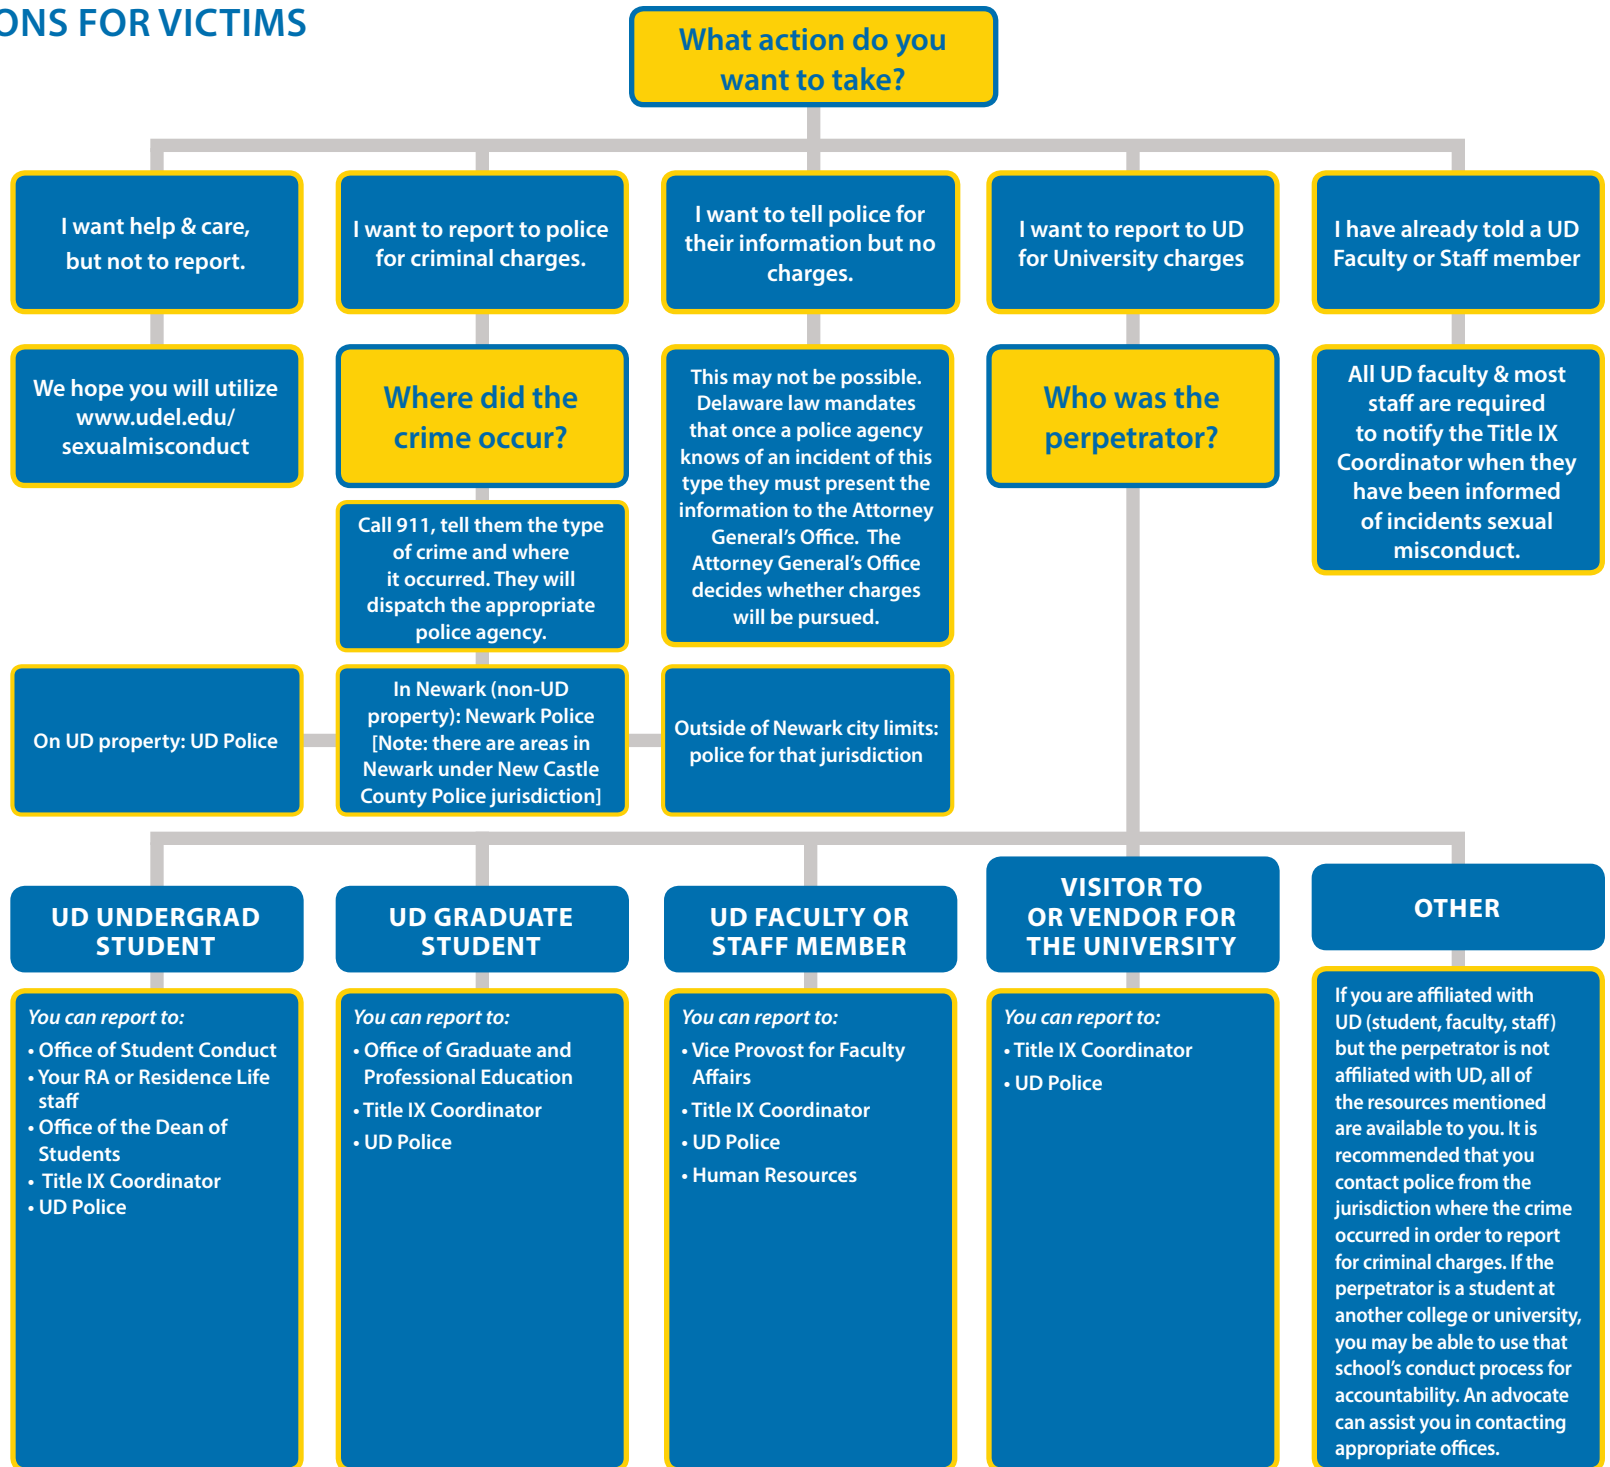 ONS FOR VICTIMS
What action do you
want to take?
I want help & care,
but not to report.
I want to report to police
for criminal charges.
I want to tell police for
their information but no
charges.
I want to report to UD
for University charges
I have already told a UD
Faculty or Staff member
We hope you will utilize
www.udel.edu/
sexualmisconduct
Where did the
crime occur?
This may not be possible.
Delaware law mandates
that once a police agency
knows of an incident of this
type they must present the
information to the Attorney
General's Office. The
Attorney General's Office
decides whether charges
will be pursued.
Who was the
perpetrator?
All UD faculty & most
staff are required
to notify the Title IX
Coordinator when they
have been informed
of incidents sexual
misconduct.
Call 911, tell them the type
of crime and where
it occurred. They will
dispatch the appropriate
police agency.
On UD property: UD Police
In Newark (non-UD
property): Newark Police
[Note: there are areas in
Newark under New Castle
County Police jurisdiction]
Outside of Newark city limits:
police for that jurisdiction
UD UNDERGRAD
STUDENT
UD GRADUATE
STUDENT
UD FACULTY OR
STAFF MEMBER
VISITOR TO
OR VENDOR FOR
THE UNIVERSITY
OTHER
You can report to:
• Office of Student Conduct
• Your RA or Residence Life
staff
• Office of the Dean of
Students
• Title IX Coordinator
• UD Police
You can report to:
• Office of Graduate and
Professional Education
• Title IX Coordinator
• UD Police
You can report to:
• Vice Provost for Faculty
Affairs
• Title IX Coordinator
• UD Police
• Human Resources
You can report to:
• Title IX Coordinator
• UD Police
If you are affiliated with
UD (student, faculty, staff)
but the perpetrator is not
affiliated with UD, all of
the resources mentioned
are available to you. It is
recommended that you
contact police from the
jurisdiction where the crime
occurred in order to report
for criminal charges. If the
perpetrator is a student at
another college or university,
you may be able to use that
school's conduct process for
accountability. An advocate
can assist you in contacting
appropriate offices.